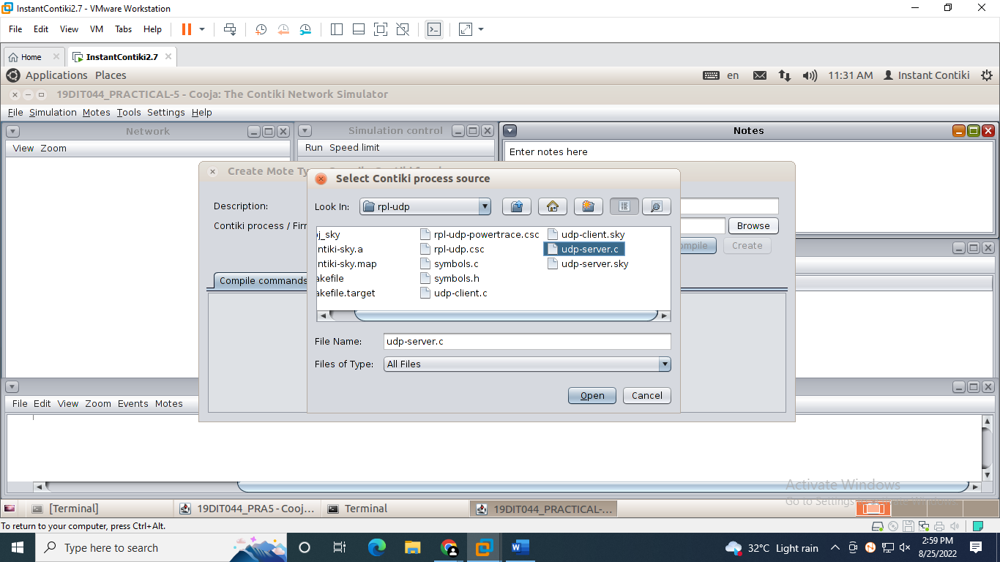 InstantContiki2.7 - VMware Workstation
File Edit View VM Tabs Help
Home InstantContiki2.7
Applications Places en 11:31 AM Instant Contiki
19DIT044_PRACTICAL-5 - Cooja: The Contiki Network Simulator
File Simulation Motes Tools Settings Help
Network Simulation control Notes
View Zoom Run Speed limit Enter notes here
Create Mote Ty
Select Contiki process source
Description: Look In: rpl-udp
Contiki process / Firr Browse
oj_sky rpl-udp-powertrace.csc udp-client.sky
ntiki-sky.a rpl-udp.csc udp-server.c
ntiki-sky.map symbols.c udp-server.sky
akefile symbols.h
akefile.target udp-client.c
ompile Create
Compile commands
File Name: udp-server.c
Files of Type: All Files
Open Cancel
File Edit View Zoom Events Motes
Activate Windows
Go to Settings
[Terminal] 19DIT044_PRA5 - Cooj... Terminal 19DIT044_PRACTICAL-...
To return to your computer, press Ctrl+Alt.
Type here to search 32°C Light rain 2:59 PM
8/25/2022